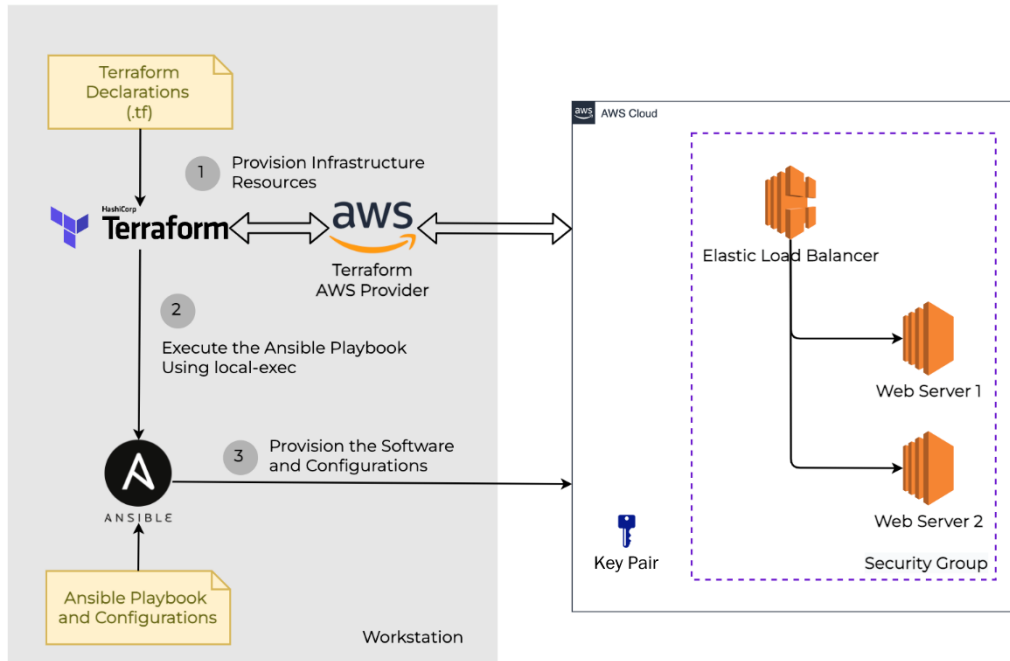 Terraform
Declarations
(.tf)
1
Provision Infrastructure
Resources
HashiCorp
Terraform
aws
Terraform
AWS Provider
2
Execute the Ansible Playbook
Using local-exec
3
Provision the Software
and Configurations
A
ANSIBLE
Ansible Playbook
and Configurations
Workstation
aws
AWS Cloud
Elastic Load Balancer
Web Server 1
Web Server 2
Key Pair
Security Group